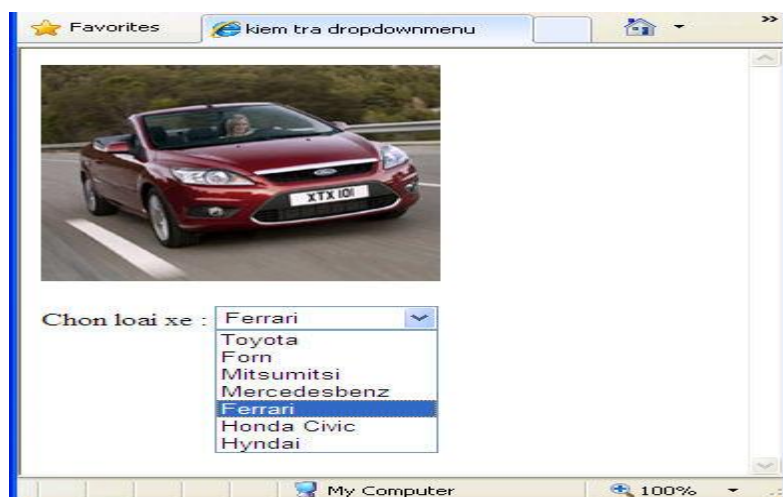 Favorites
kiem tra dropdownmenu
»
Ford
XTX 101
Chon loai xe : Ferrari
Toyota
Forn
Mitsumitsi
Mercedesbenz
Ferrari
Honda Civic
Hyndai
My Computer
100%